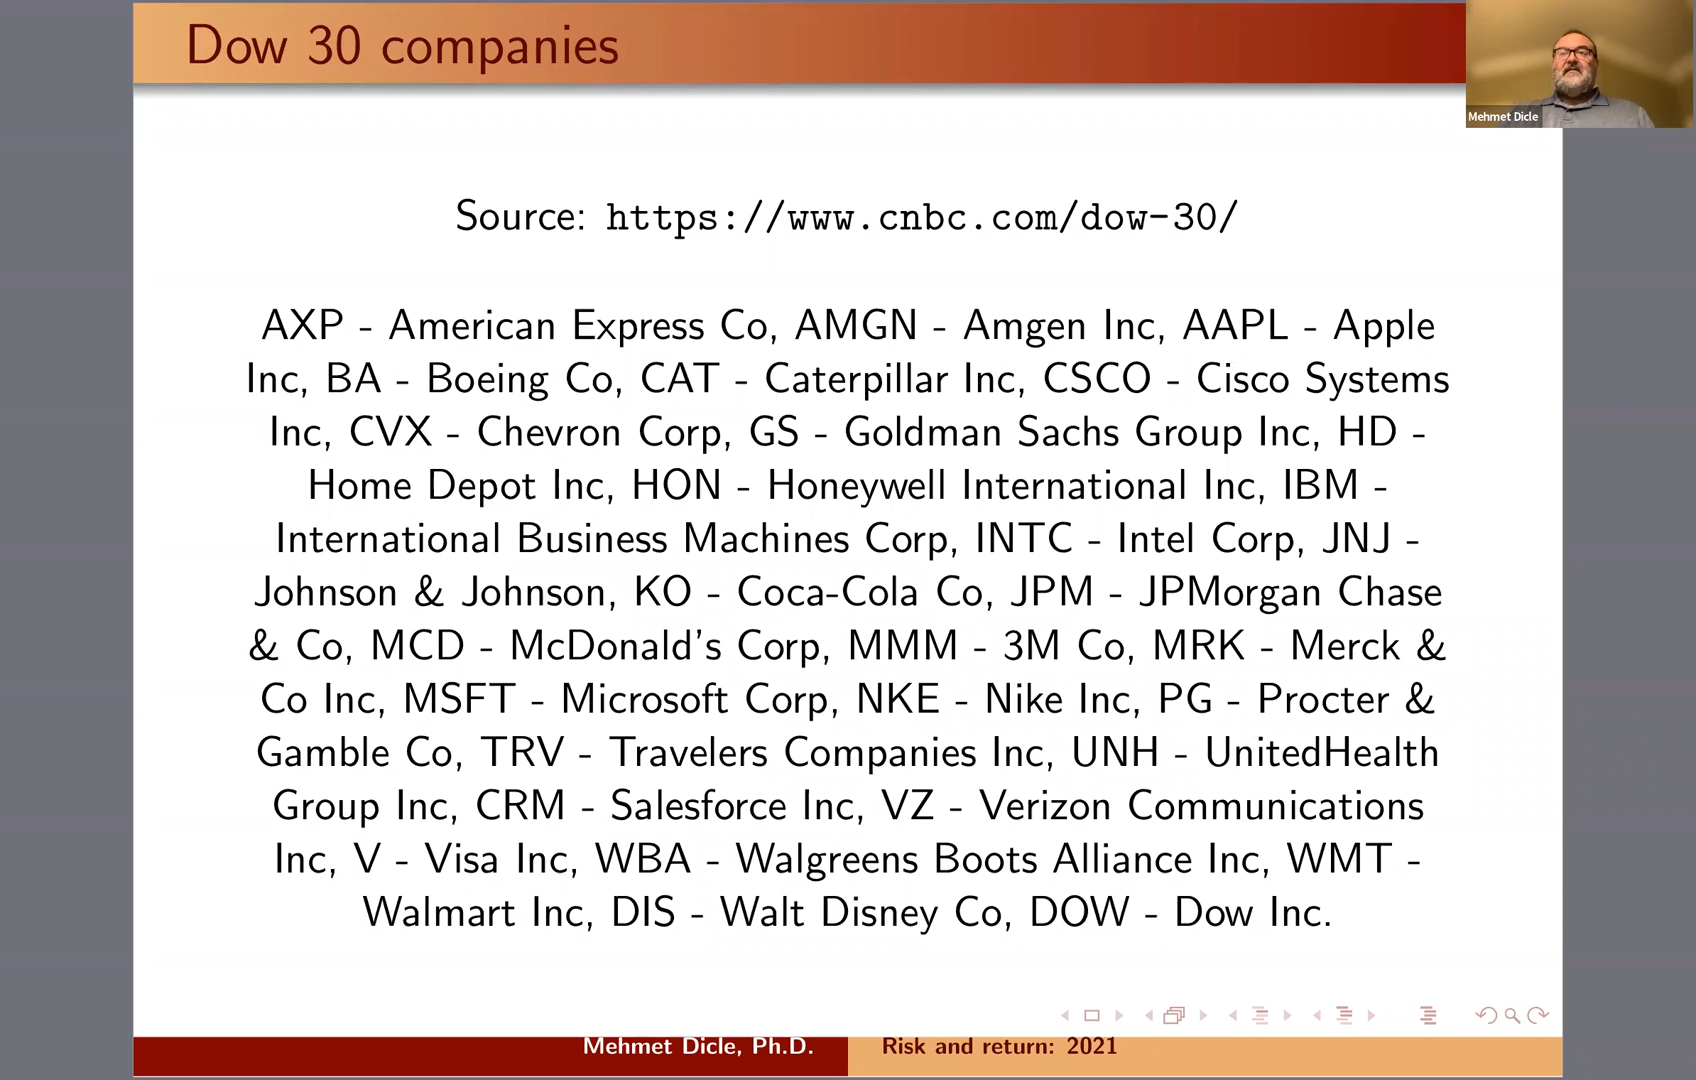 Dow 30 companies
Mehmet Dicle
Source: https://www.cnbc.com/dow-30/
AXP - American Express Co, AMGN - Amgen Inc, AAPL - Apple
Inc, BA - Boeing Co, CAT - Caterpillar Inc, CSCO - Cisco Systems
Inc, CVX - Chevron Corp, GS - Goldman Sachs Group Inc, HD -
Home Depot Inc, HON - Honeywell International Inc, IBM -
International Business Machines Corp, INTC - Intel Corp, JNJ -
Johnson & Johnson, KO - Coca-Cola Co, JPM - JPMorgan Chase
& Co, MCD - McDonald's Corp, MMM - 3M Co, MRK - Merck &
Co Inc, MSFT - Microsoft Corp, NKE - Nike Inc, PG - Procter &
Gamble Co, TRV - Travelers Companies Inc, UNH - UnitedHealth
Group Inc, CRM - Salesforce Inc, VZ - Verizon Communications
Inc, V - Visa Inc, WBA - Walgreens Boots Alliance Inc, WMT -
Walmart Inc, DIS - Walt Disney Co, DOW - Dow Inc.
Mehmet Dicle, Ph.D.
Risk and return: 2021